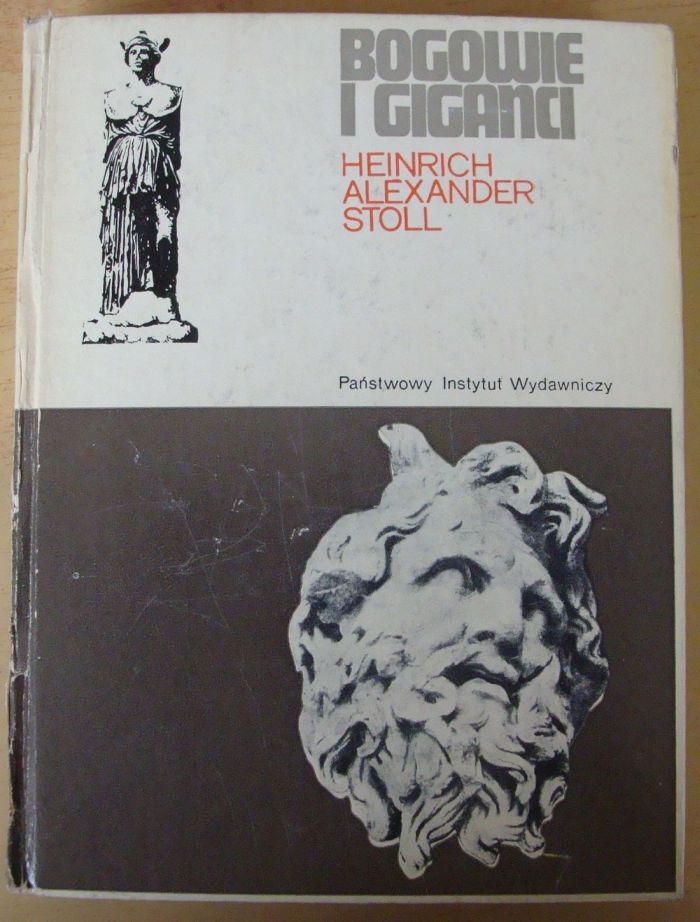 BOGOWIE
I GIGANCI
HEINRICH
ALEXANDER
STOLL
Państwowy Instytut Wydawniczy